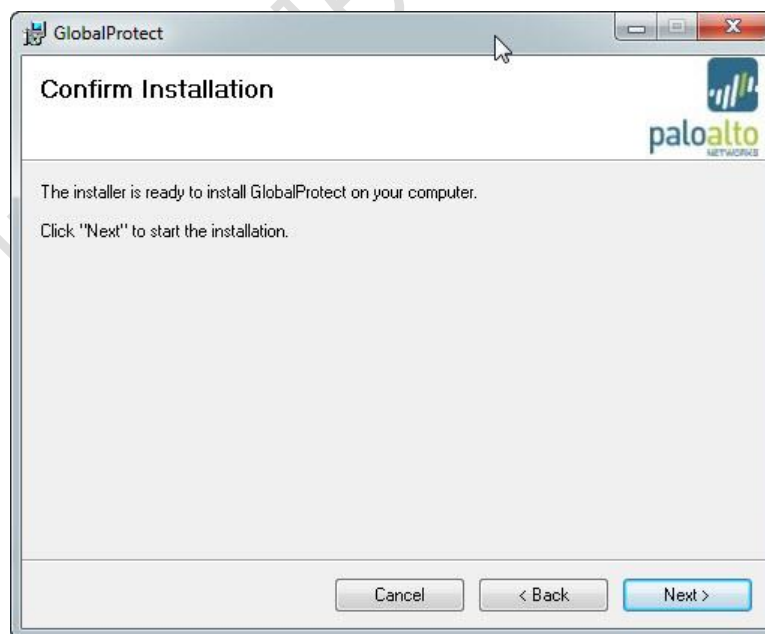 GlobalProtect
Confirm Installation
paloalto
NETWORKS
The installer is ready to install GlobalProtect on your computer.
Click "Next" to start the installation.
Cancel
< Back
Next >